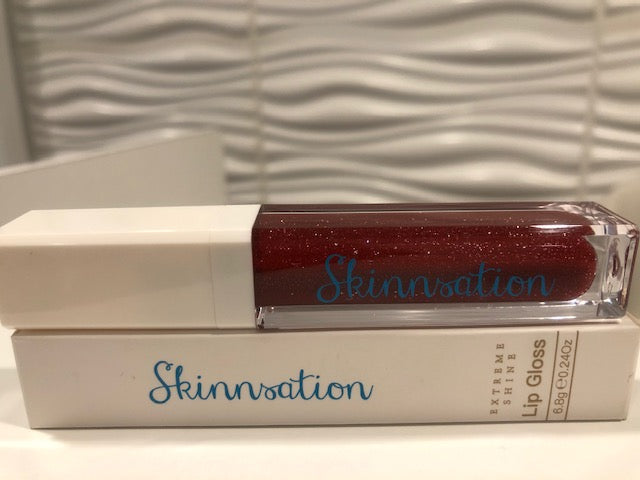 Skinnsation
Skinnsation
EXTREME
SHINE
Lip Gloss
6.8g℮0.24Oz